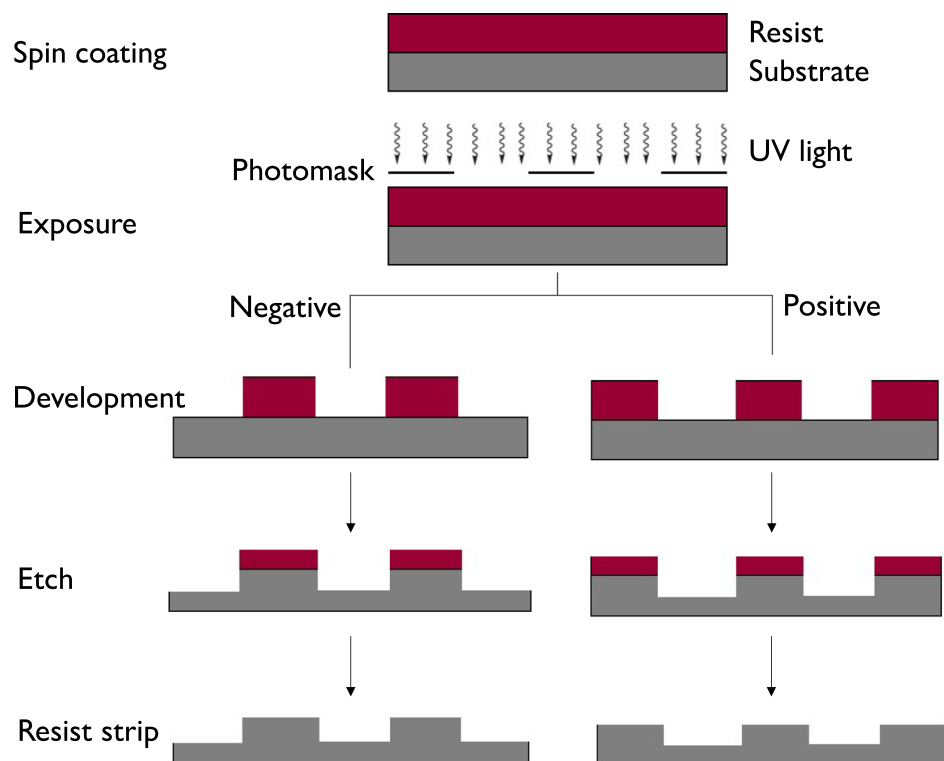 Spin coating
Resist
Substrate
UV light
Photomask
Exposure
Negative
Positive
Development
Etch
Resist strip